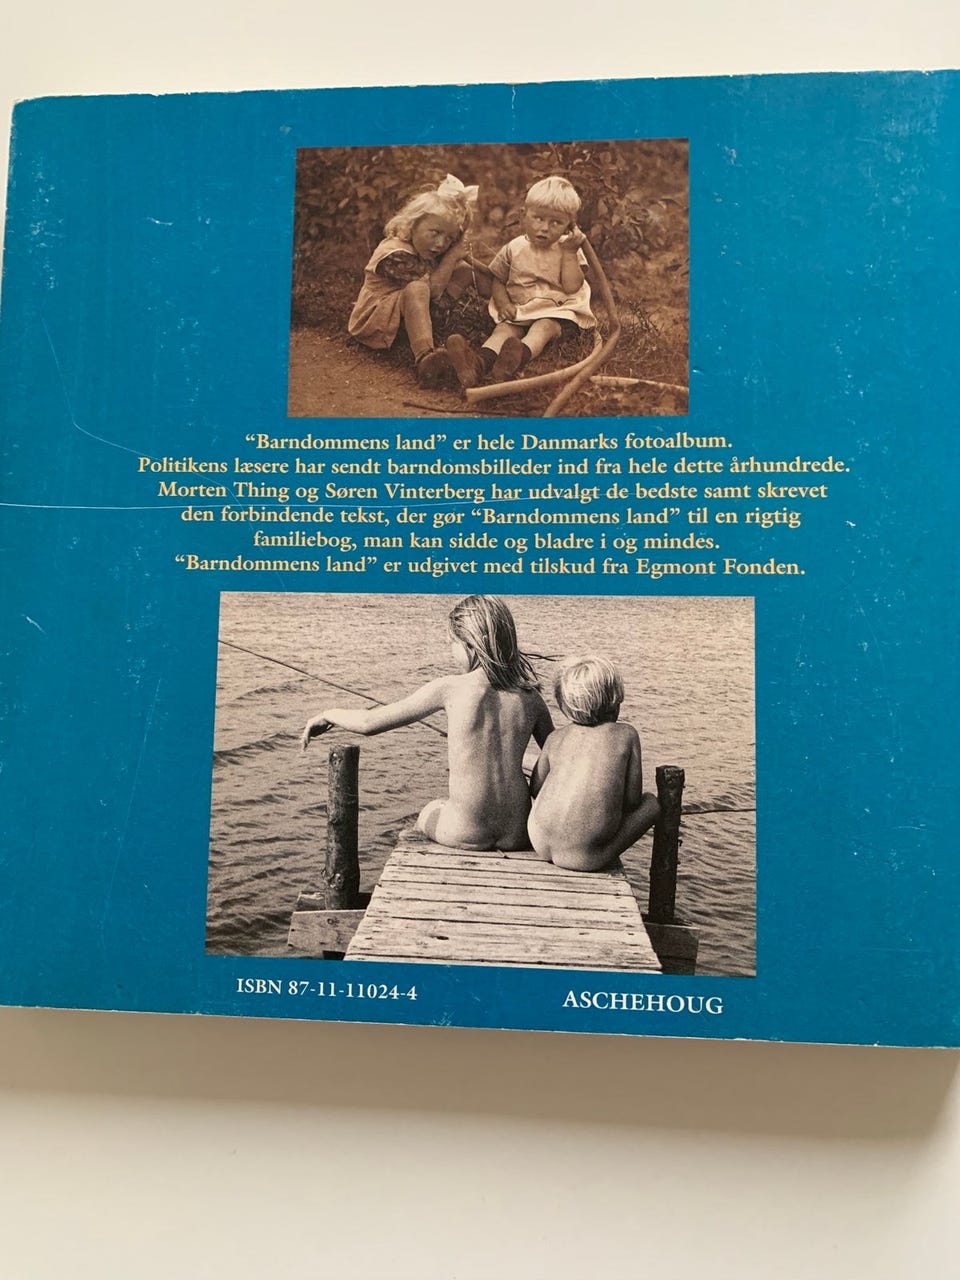 “Barndommens land” er hele Danmarks fotoalbum.
Politikens læsere har sendt barndomsbilleder ind fra hele dette århundrede.
Morten Thing og Søren Vinterberg har udvalgt de bedste samt skrevet
den forbindende tekst, der gør “Barndommens land” til en rigtig
familiebog, man kan sidde og bladre i og mindes.
“Barndommens land” er udgivet med tilskud fra Egmont Fonden.
ISBN 87-11-11024-4
ASCHEHOUG